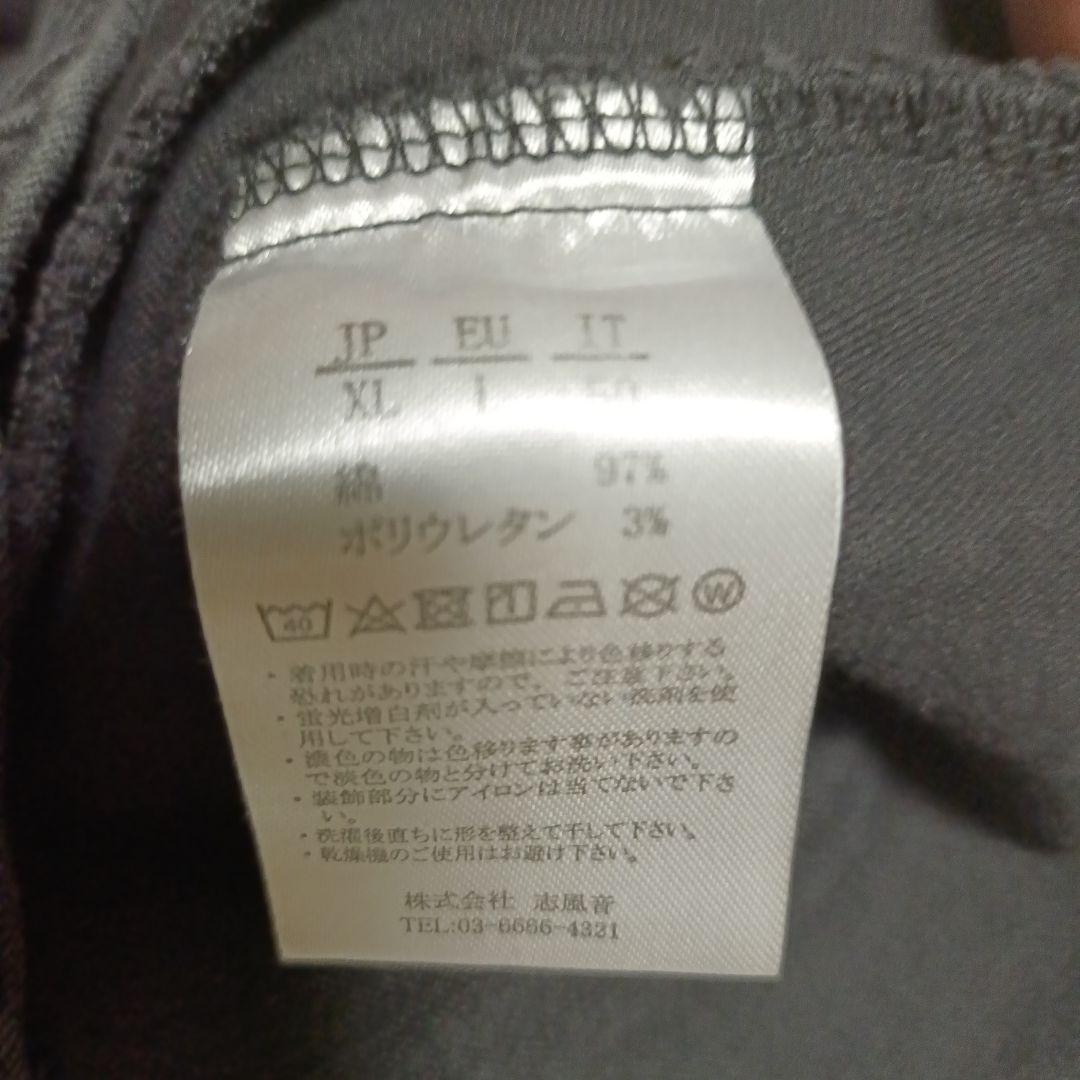 JP EU IT
XL L 50
綿 97%
ポリウレタン 3%
40 W
・着用時の汗や摩擦により色移りする
恐れがありますので、ご注意下さい。
・蛍光増白剤が入っていない洗剤を使
用して下さい。
・濃色の物は色移ります事がありますの
で淡色の物と分けてお洗い下さい。
・装飾部分にアイロンは当てないで下さ
い。
・洗濯後直ちに形を整えて干して下さい。
・乾燥機のご使用はお避け下さい。
株式会社 志風音
TEL:03-6686-4321